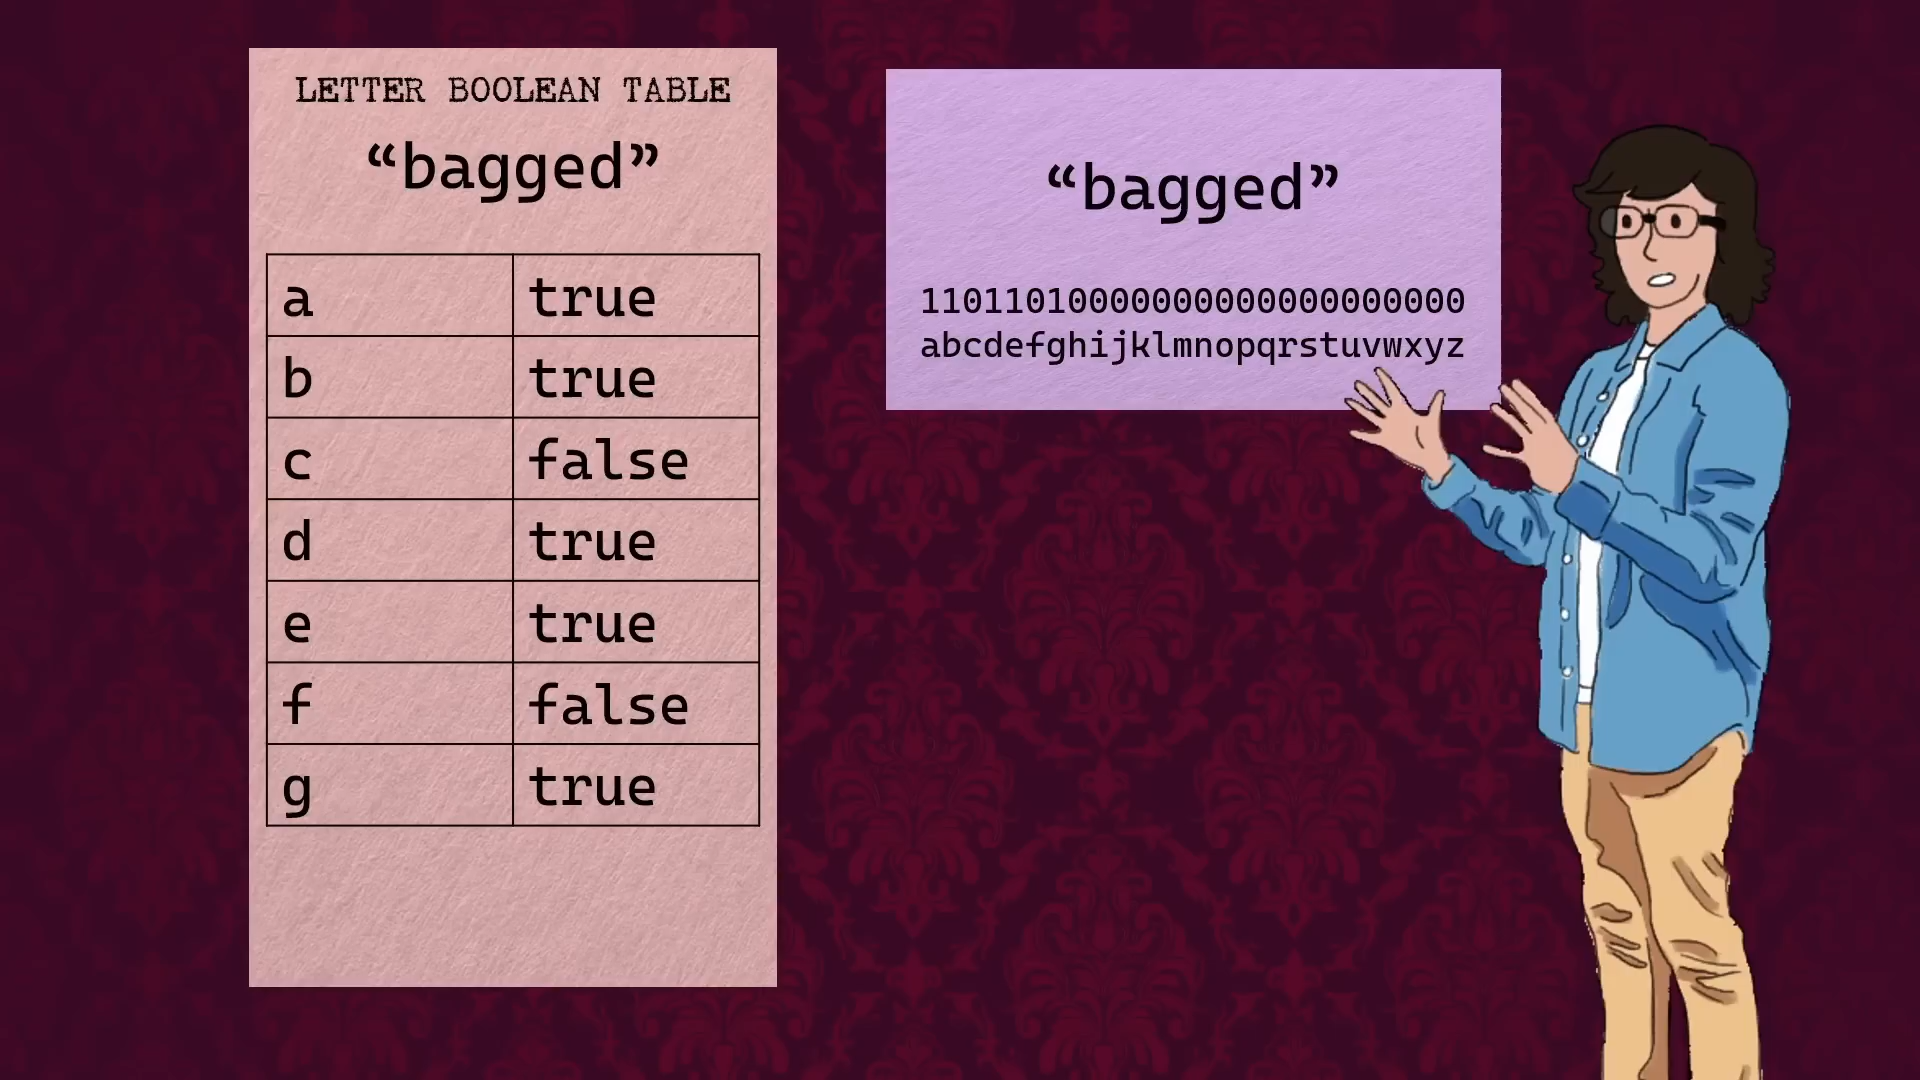 LETTER BOOLEAN TABLE
“bagged”
a true
b true
c false
d true
e true
f false
g true
“bagged”
11011010000000000000000000
abcdefghijklmnopqrstuvwxyz